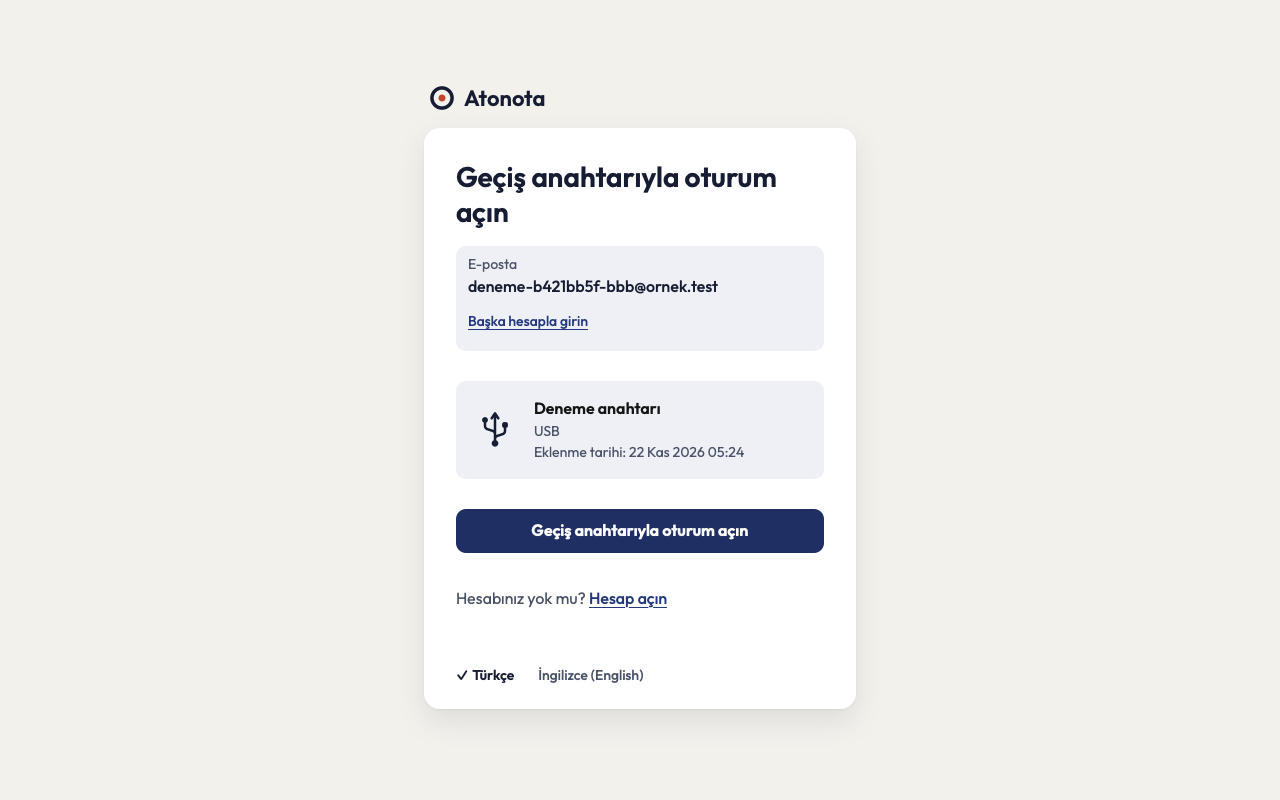 Atonota
Geçiş anahtarıyla oturum
açın
E-posta
deneme-b421bb5f-bbb@ornek.test
Başka hesapla girin
Deneme anahtarı
USB
Eklenme tarihi: 22 Kas 2026 05:24
Geçiş anahtarıyla oturum açın
Hesabınız yok mu? Hesap açın
Türkçe İngilizce (English)